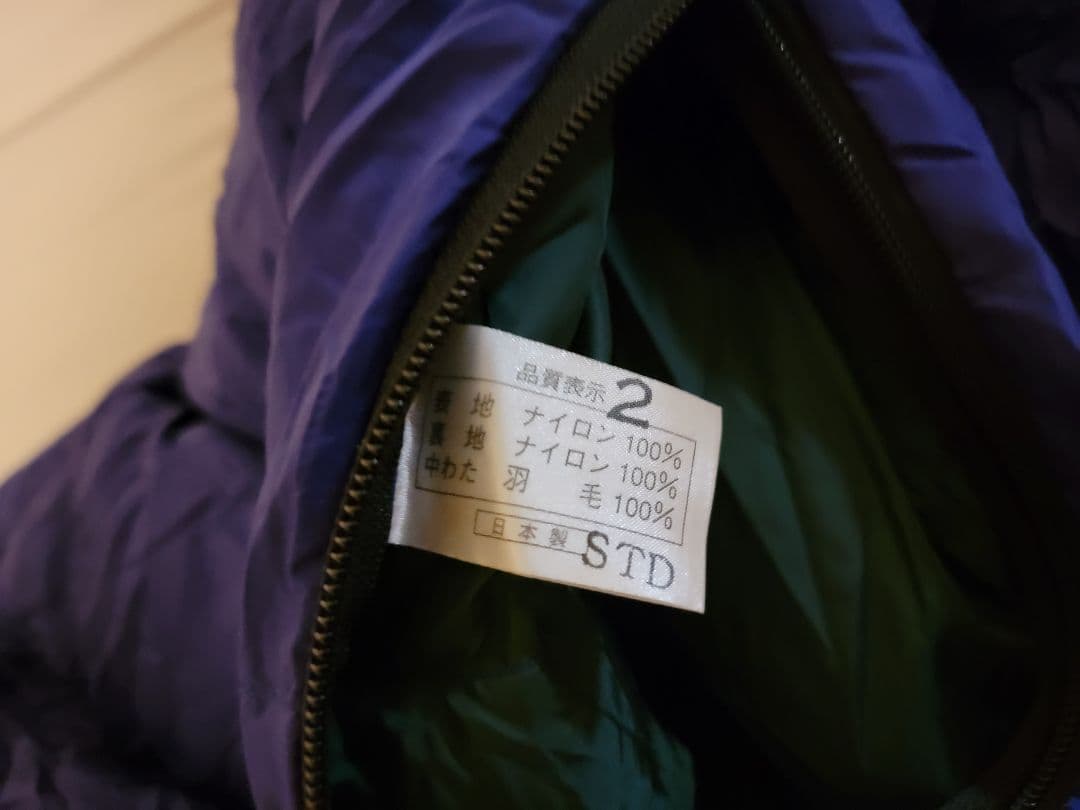 品質表示 2
表地 ナイロン 100%
裏地 ナイロン 100%
中わた 羽毛 100%
日本製 STD